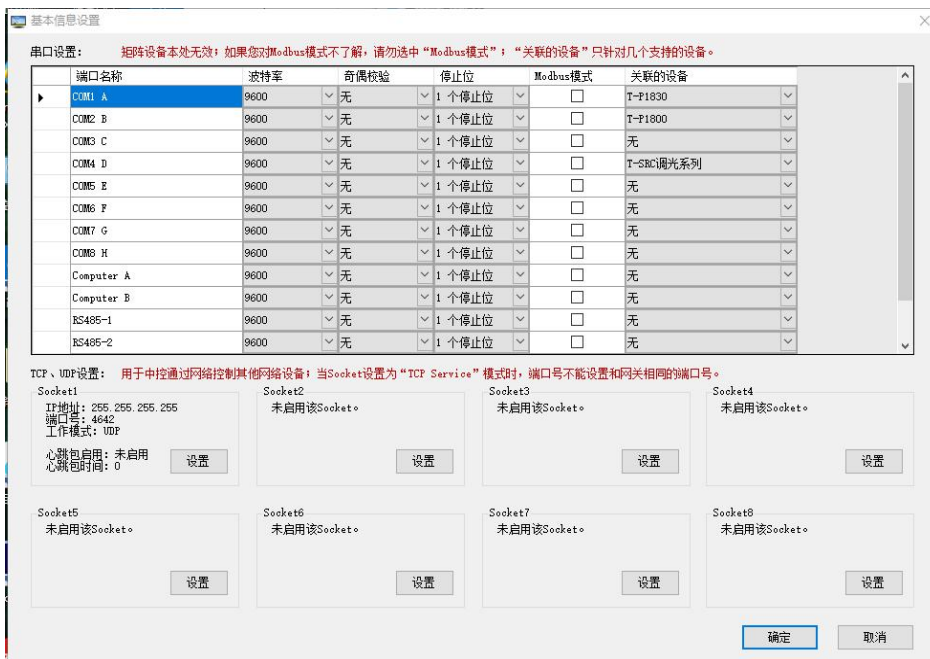 基本信息设置
串口设置： 矩阵设备本处无效；如果您对Modbus模式不了解，请勿选中“Modbus模式”；“关联的设备”只针对几个支持的设备。
端口名称 波特率 奇偶校验 停止位 Modbus模式 关联的设备
COM1 A 9600 无 1 个停止位 T-P1830
COM2 B 9600 无 1 个停止位 T-P1800
COM3 C 9600 无 1 个停止位 无
COM4 D 9600 无 1 个停止位 T-SRC调光系列
COM5 E 9600 无 1 个停止位 无
COM6 F 9600 无 1 个停止位 无
COM7 G 9600 无 1 个停止位 无
COM8 H 9600 无 1 个停止位 无
Computer A 9600 无 1 个停止位 无
Computer B 9600 无 1 个停止位 无
RS485-1 9600 无 1 个停止位 无
RS485-2 9600 无 1 个停止位 无
TCP、UDP设置： 用于中控通过网络控制其他网络设备；当Socket设置为“TCP Service”模式时，端口号不能设置和网关相同的端口号。
Socket1
IP地址：255.255.255.255
端口号：4642
工作模式：UDP
心跳包启用：未启用
心跳包时间：0
设置
Socket2
未启用该Socket。
设置
Socket3
未启用该Socket。
设置
Socket4
未启用该Socket。
设置
Socket5
未启用该Socket。
设置
Socket6
未启用该Socket。
设置
Socket7
未启用该Socket。
设置
Socket8
未启用该Socket。
设置
确定 取消